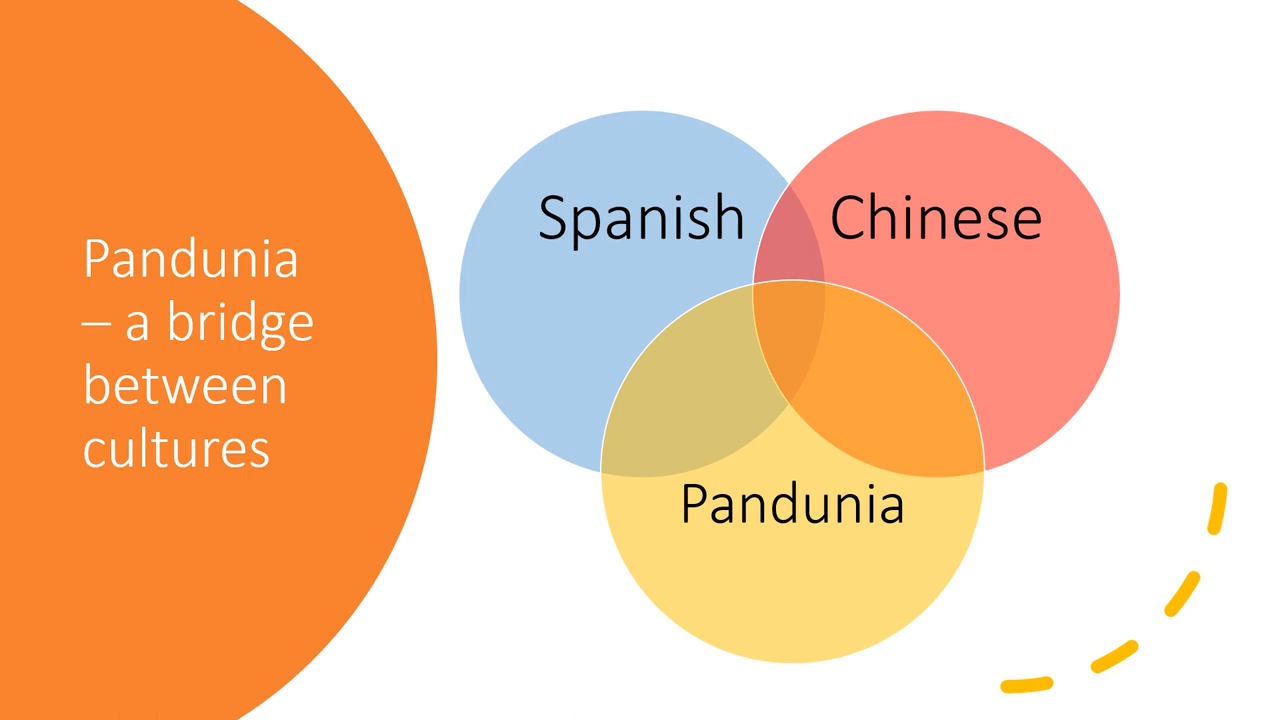 Pandunia
– a bridge
between
cultures
Spanish
Chinese
Pandunia